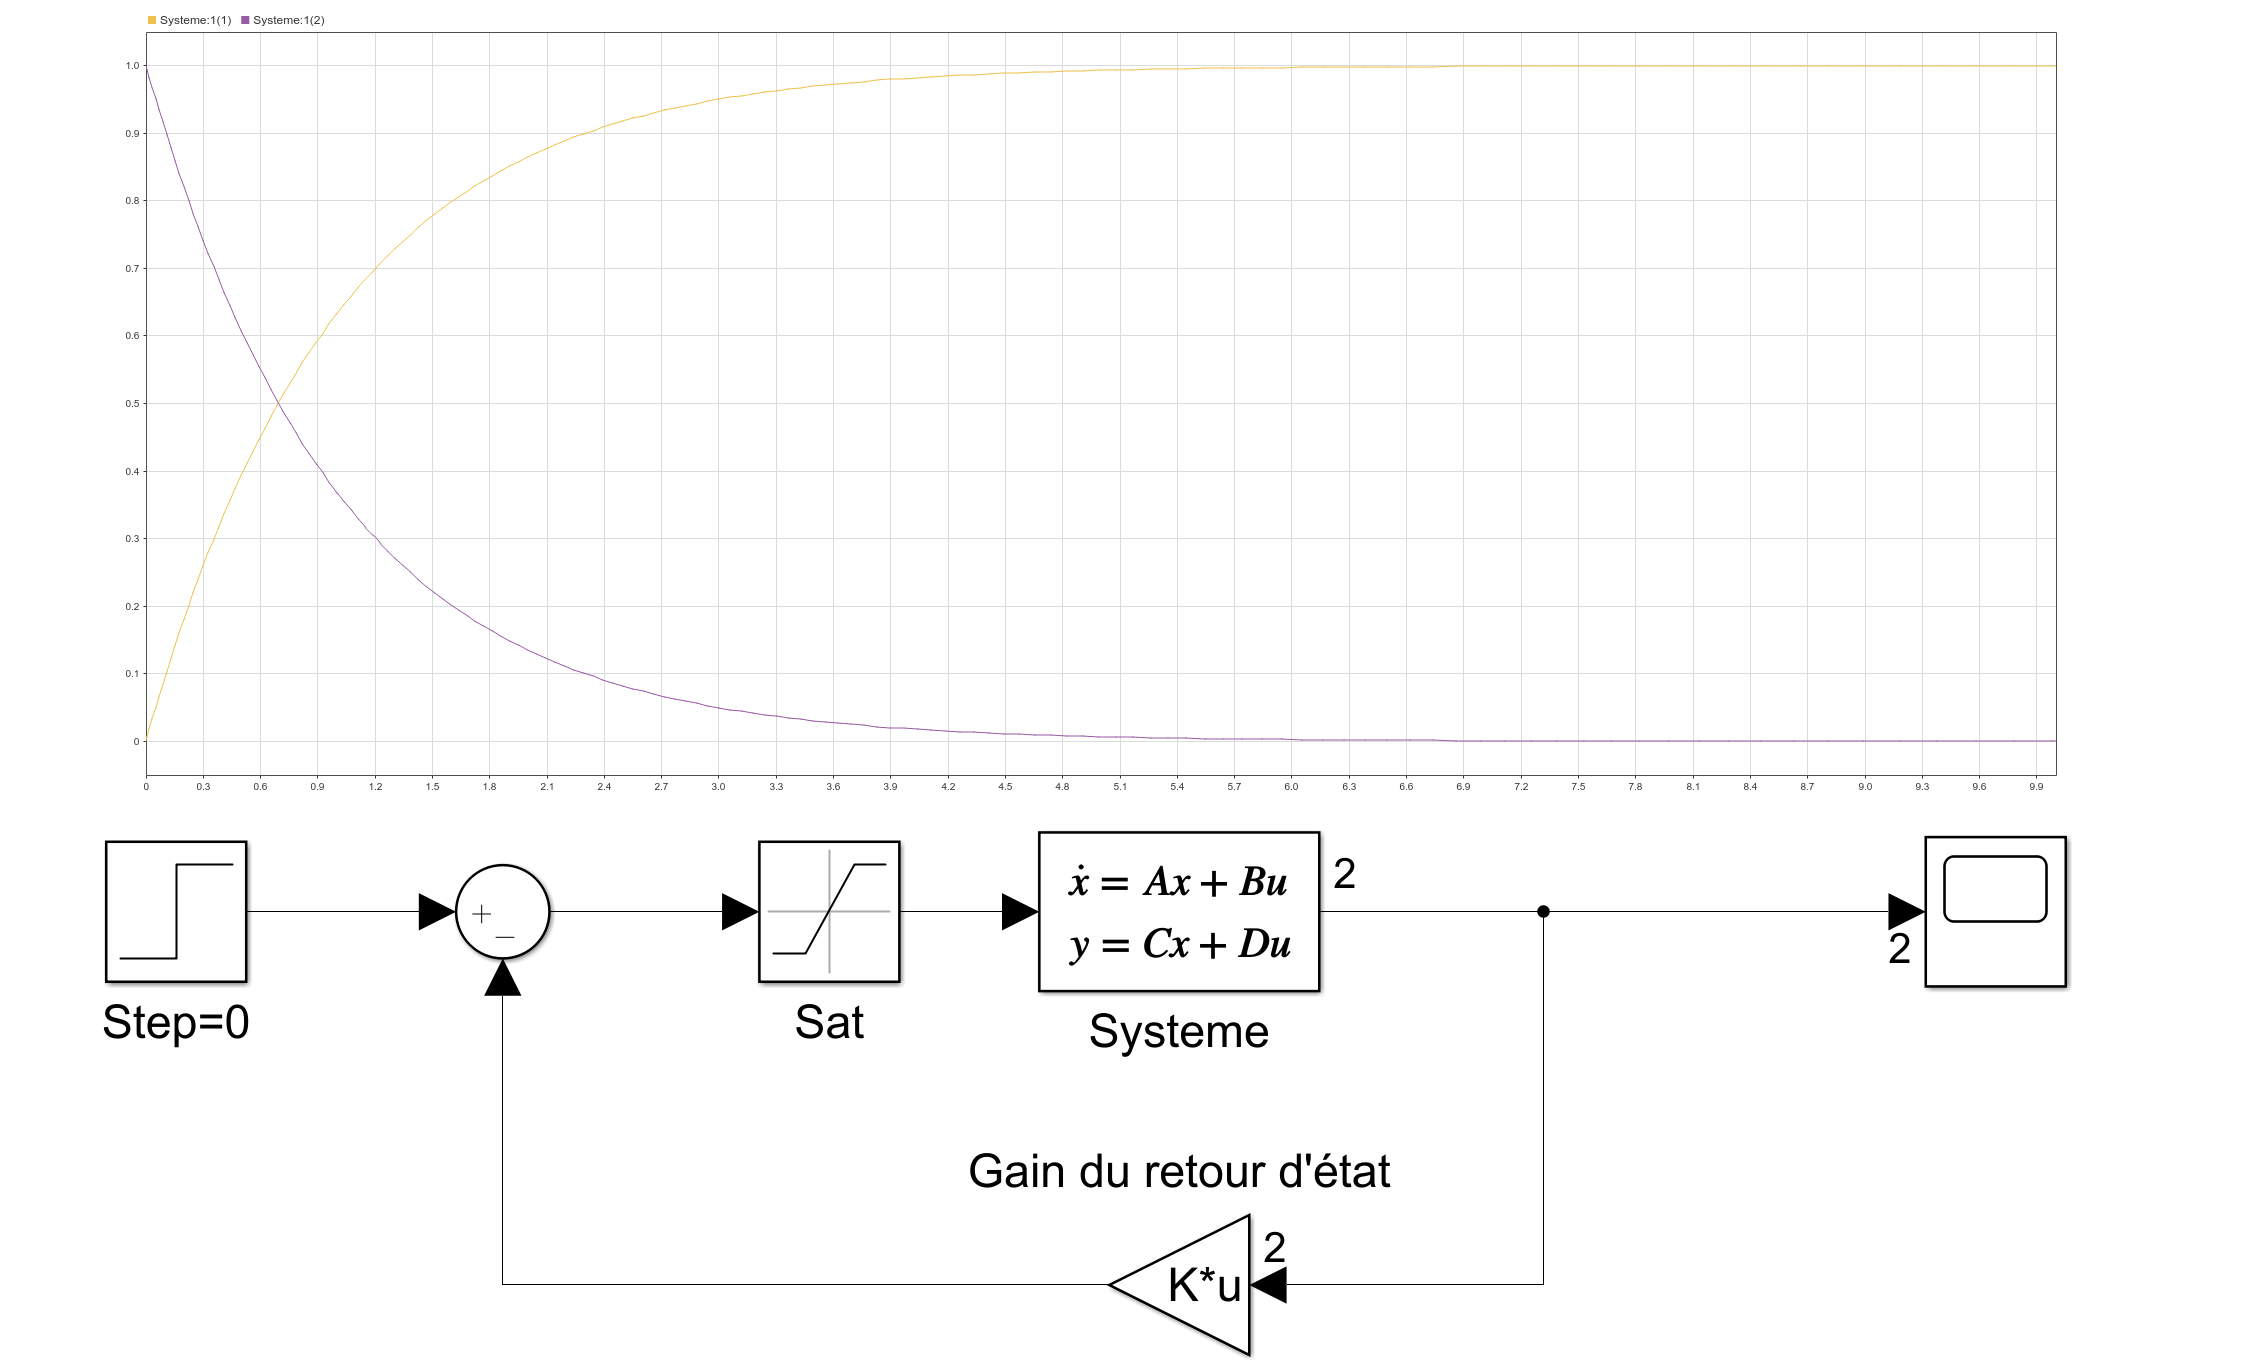 Systeme:1(1) Systeme:1(2)
1.0
0.9
0.8
0.7
0.6
0.5
0.4
0.3
0.2
0.1
0
0 0.3 0.6 0.9 1.2 1.5 1.8 2.1 2.4 2.7 3.0 3.3 3.6 3.9 4.2 4.5 4.8 5.1 5.4 5.7 6.0 6.3 6.6 6.9 7.2 7.5 7.8 8.1 8.4 8.7 9.0 9.3 9.6 9.9
+
−
ẋ = Ax + Bu
y = Cx + Du
2
2
Step=0
Sat
Systeme
Gain du retour d'état
2
K*u